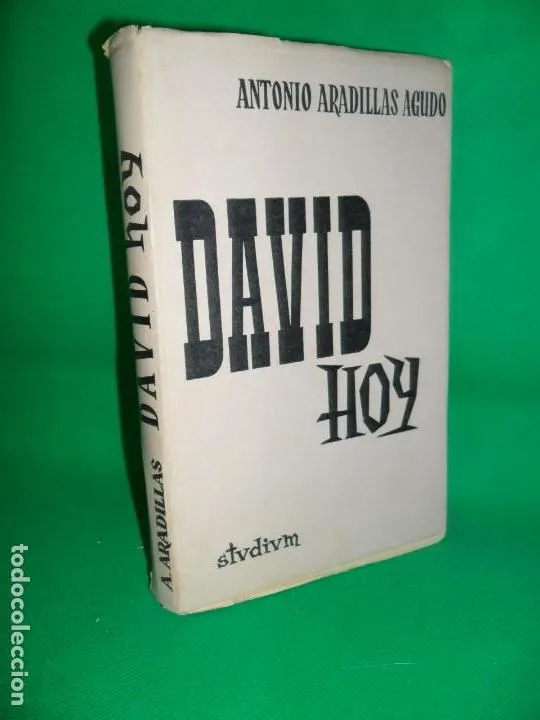 ANTONIO ARADILLAS AGUDO
DAVID
HOY
stvdivm
A. ARADILLAS DAVID hoy
todocoleccion